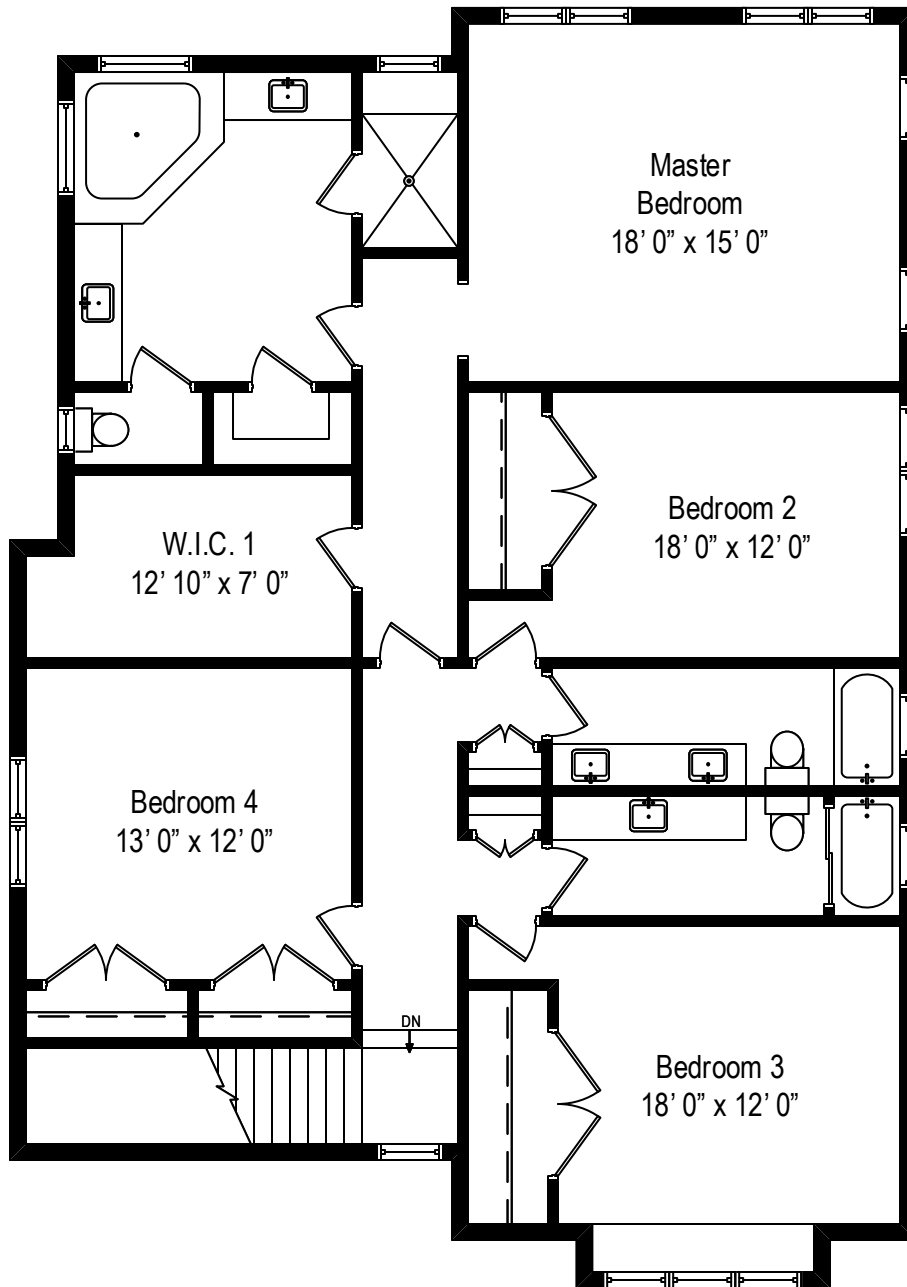 Master
Bedroom
18’ 0” x 15’ 0”
Bedroom 2
18’ 0” x 12’ 0”
W.I.C. 1
12’ 10” x 7’ 0”
Bedroom 4
13’ 0” x 12’ 0”
DN
Bedroom 3
18’ 0” x 12’ 0”